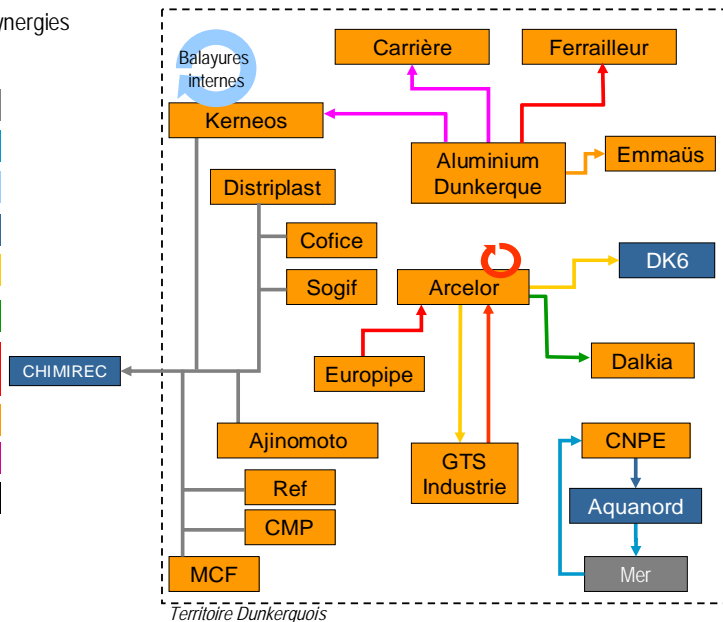 ynergies
Balayures
internes
Carrière
Ferrailleur
Kerneos
Aluminium
Dunkerque
Emmaüs
Distriplast
Cofice
Sogif
Arcelor
DK6
CHIMIREC
Europipe
Dalkia
Ajinomoto
GTS
Industrie
CNPE
Ref
Aquanord
CMP
MCF
Mer
Territoire Dunkerquois